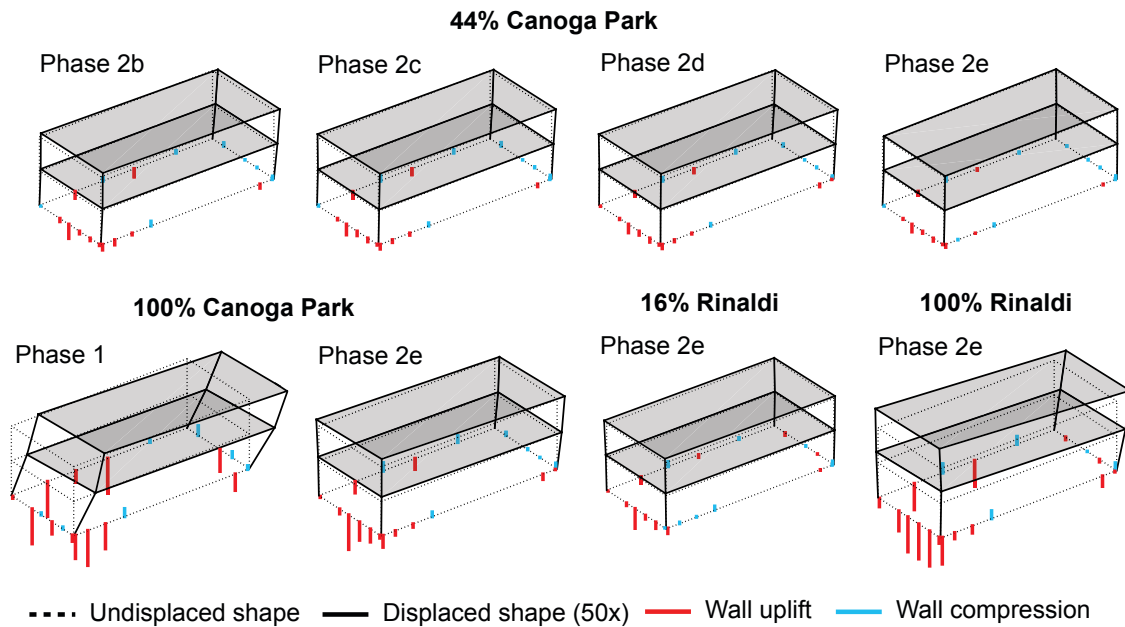 44% Canoga Park
Phase 2b
Phase 2c
Phase 2d
Phase 2e
100% Canoga Park
16% Rinaldi
100% Rinaldi
Phase 1
Phase 2e
Phase 2e
Phase 2e
Undisplaced shape
Displaced shape (50x)
Wall uplift
Wall compression